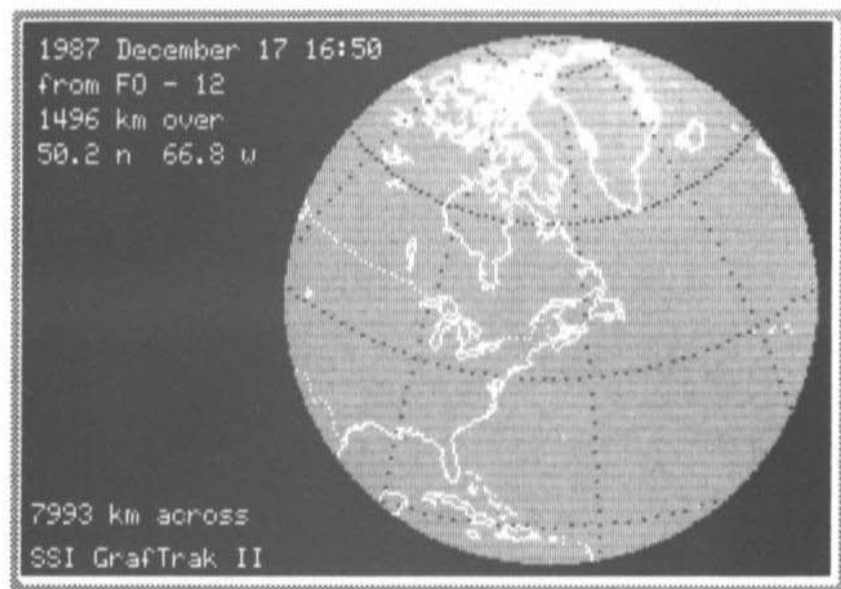 1987 December 17 16:50
from FO - 12
1496 km over
50.2 n 66.8 w
7993 km across
SSI GrafTrak II